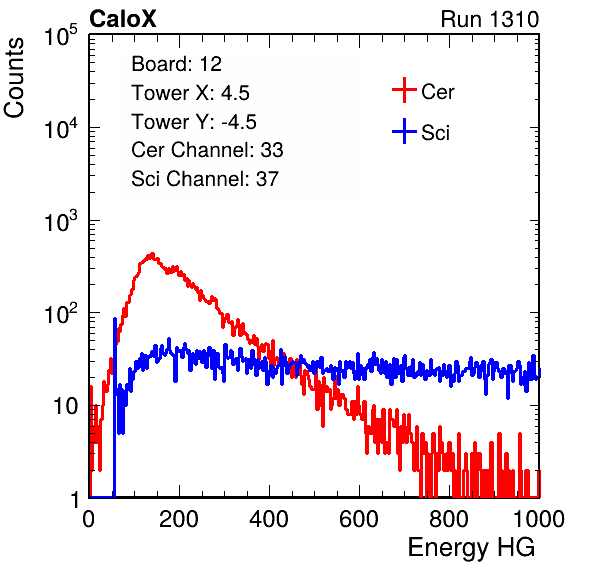 CaloX Run 1310
Counts
10^5
10^4
10^3
10^2
10
1
Board: 12
Tower X: 4.5
Tower Y: -4.5
Cer Channel: 33
Sci Channel: 37
Cer
Sci
0 200 400 600 800 1000
Energy HG